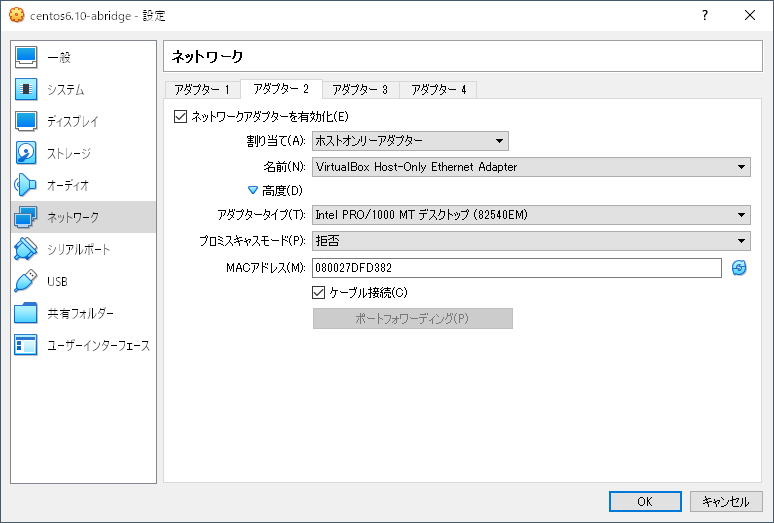 centos6.10-abridge - 設定
?
一般
システム
ディスプレイ
ストレージ
オーディオ
ネットワーク
シリアルポート
USB
共有フォルダー
ユーザーインターフェース
ネットワーク
アダプター 1 アダプター 2 アダプター 3 アダプター 4
ネットワークアダプターを有効化(E)
割り当て(A): ホストオンリーアダプター
名前(N): VirtualBox Host-Only Ethernet Adapter
高度(D)
アダプタータイプ(T): Intel PRO/1000 MT デスクトップ (82540EM)
プロミスキャスモード(P): 拒否
MACアドレス(M): 080027DFD382
ケーブル接続(C)
ポートフォワーディング(P)
OK キャンセル